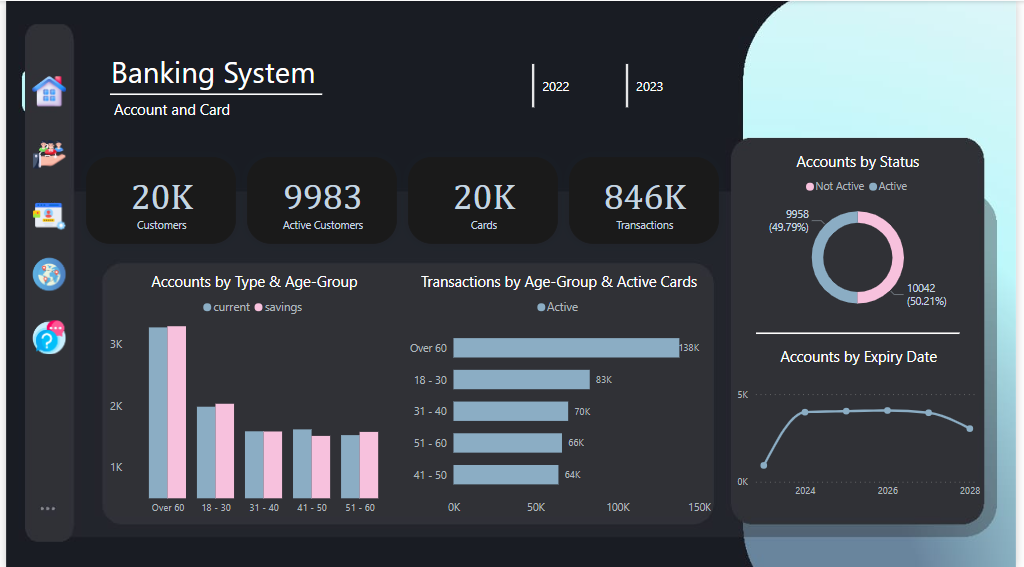 Banking System
Account and Card
2022
2023
20K
Customers
9983
Active Customers
20K
Cards
846K
Transactions
Accounts by Type & Age-Group
current savings
3K
2K
1K
Over 60 18 - 30 31 - 40 41 - 50 51 - 60
Transactions by Age-Group & Active Cards
Active
Over 60 138K
18 - 30 83K
31 - 40 70K
51 - 60 66K
41 - 50 64K
0K 50K 100K 150K
Accounts by Status
Not Active Active
9958
(49.79%)
10042
(50.21%)
Accounts by Expiry Date
5K
0K
2024 2026 2028